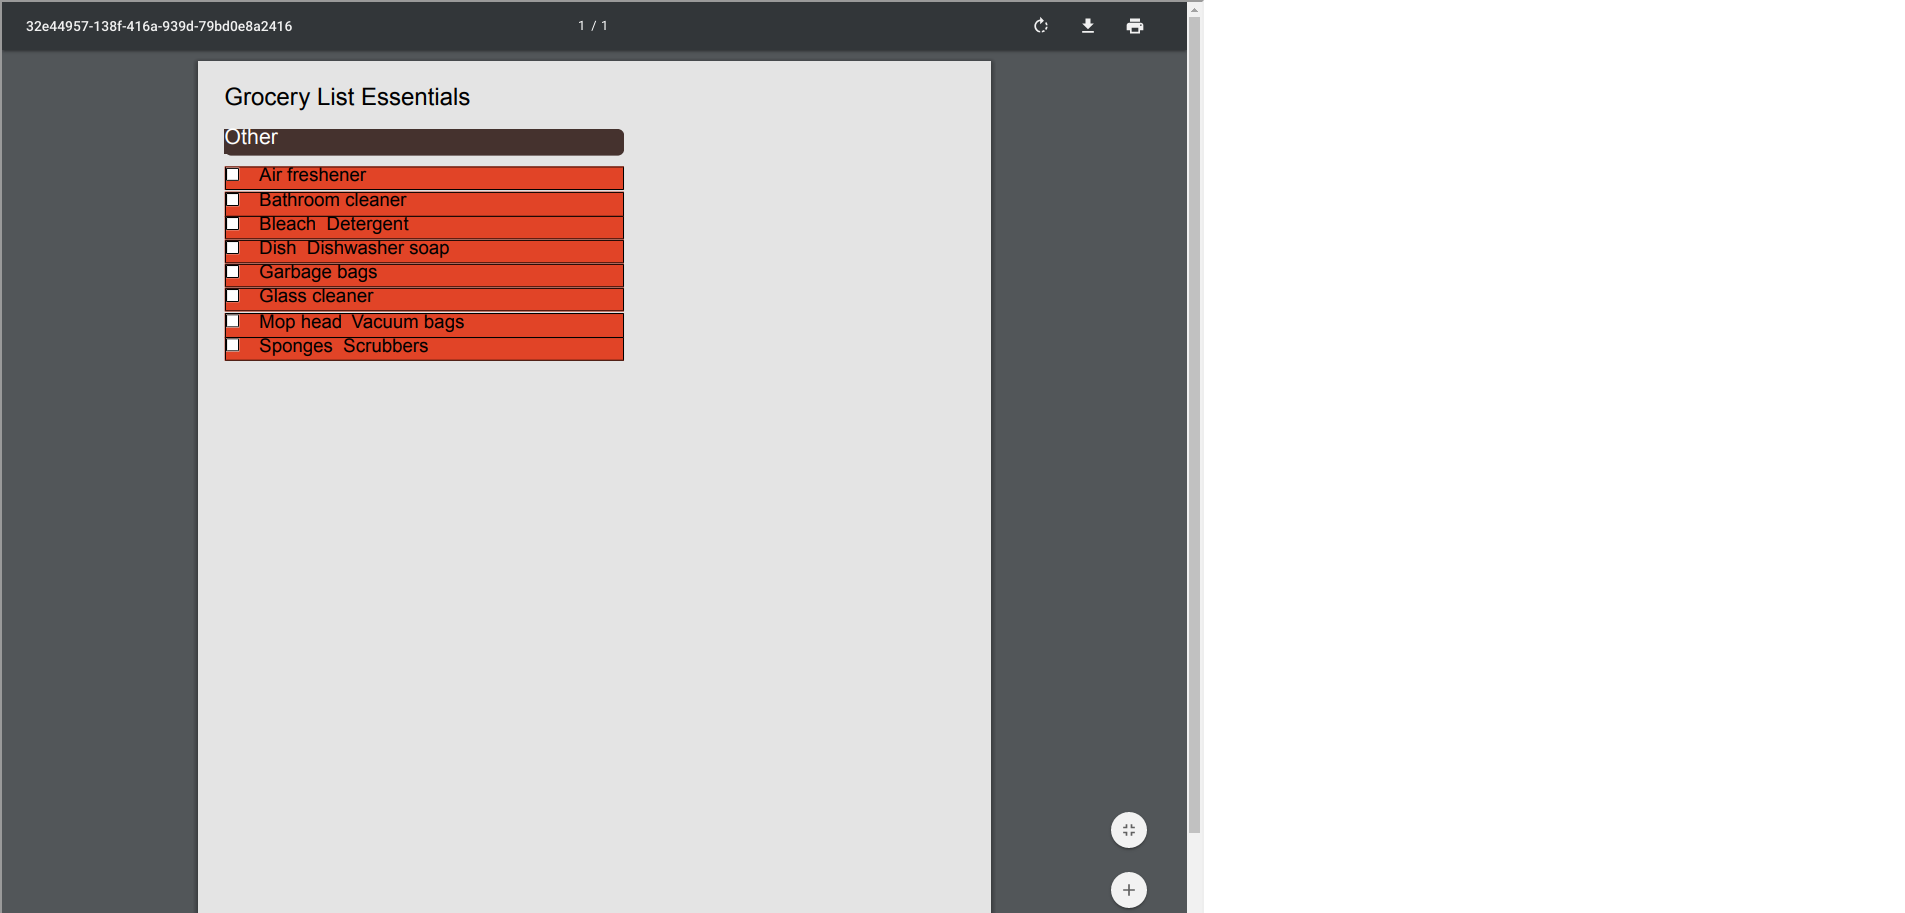 32e44957-138f-416a-939d-79bd0e8a2416
1 / 1
Grocery List Essentials
Other
Air freshener
Bathroom cleaner
Bleach  Detergent
Dish  Dishwasher soap
Garbage bags
Glass cleaner
Mop head  Vacuum bags
Sponges  Scrubbers